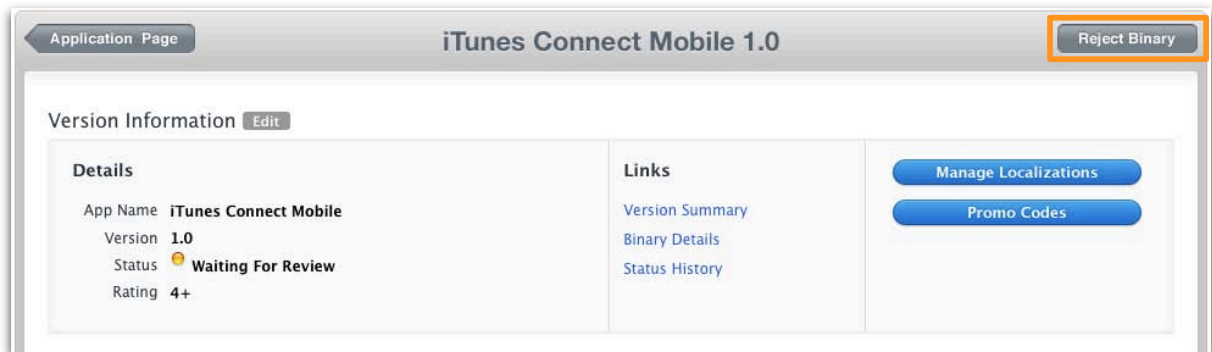 Application Page
iTunes Connect Mobile 1.0
Reject Binary
Version Information Edit
Details
App Name iTunes Connect Mobile
Version 1.0
Status Waiting For Review
Rating 4+
Links
Version Summary
Binary Details
Status History
Manage Localizations
Promo Codes